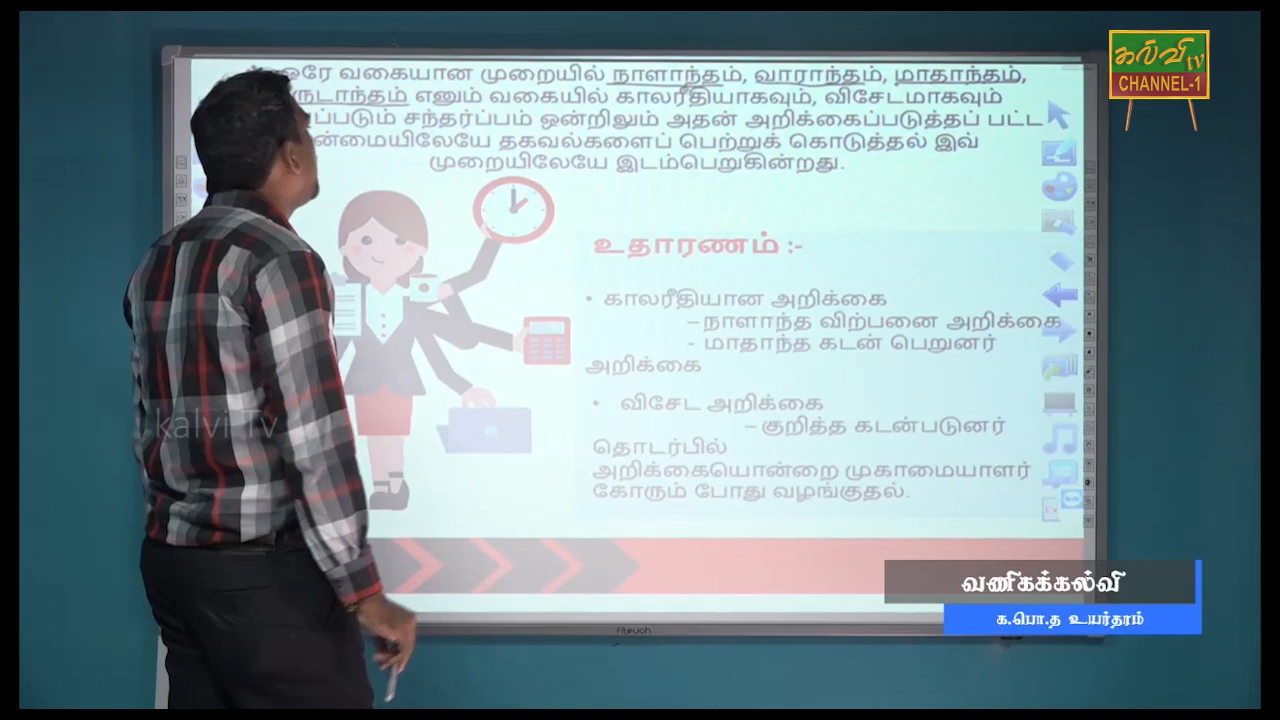 ஒரே வகையான முறையில் நாளாந்தம், வாராந்தம், மாதாந்தம்,
எனும் வகையில் காலரீதியாகவும், விசேடமாகவும்
சந்தர்ப்பம் ஒன்றிலும் அதன் அறிக்கைப்படுத்தப் பட்ட
தகவல்களைப் பெற்றுக் கொடுத்தல் இவ்
முறையிலேயே இடம்பெறுகின்றது.
உதாரணம் :-
• காலரீதியான அறிக்கை
– நாளாந்த விற்பனை அறிக்கை
- மாதாந்த கடன் பெறுனர்
அறிக்கை
• விசேட அறிக்கை
– குறித்த கடன்படுனர்
தொடர்பில்
அறிக்கையொன்றை முகாமையாளர்
கோரும் போது வழங்குதல்.
கல்வி tv
CHANNEL-1
kalvi Tv
வணிகக்கல்வி
க.பொ.த உயர்தரம்